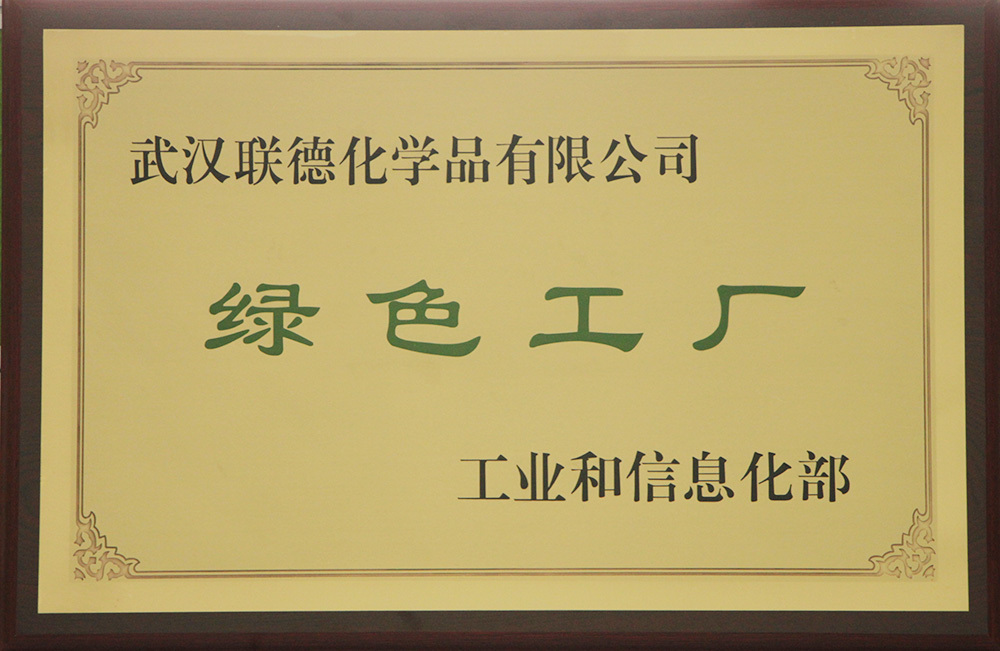 武汉联德化学品有限公司
绿色工厂
工业和信息化部